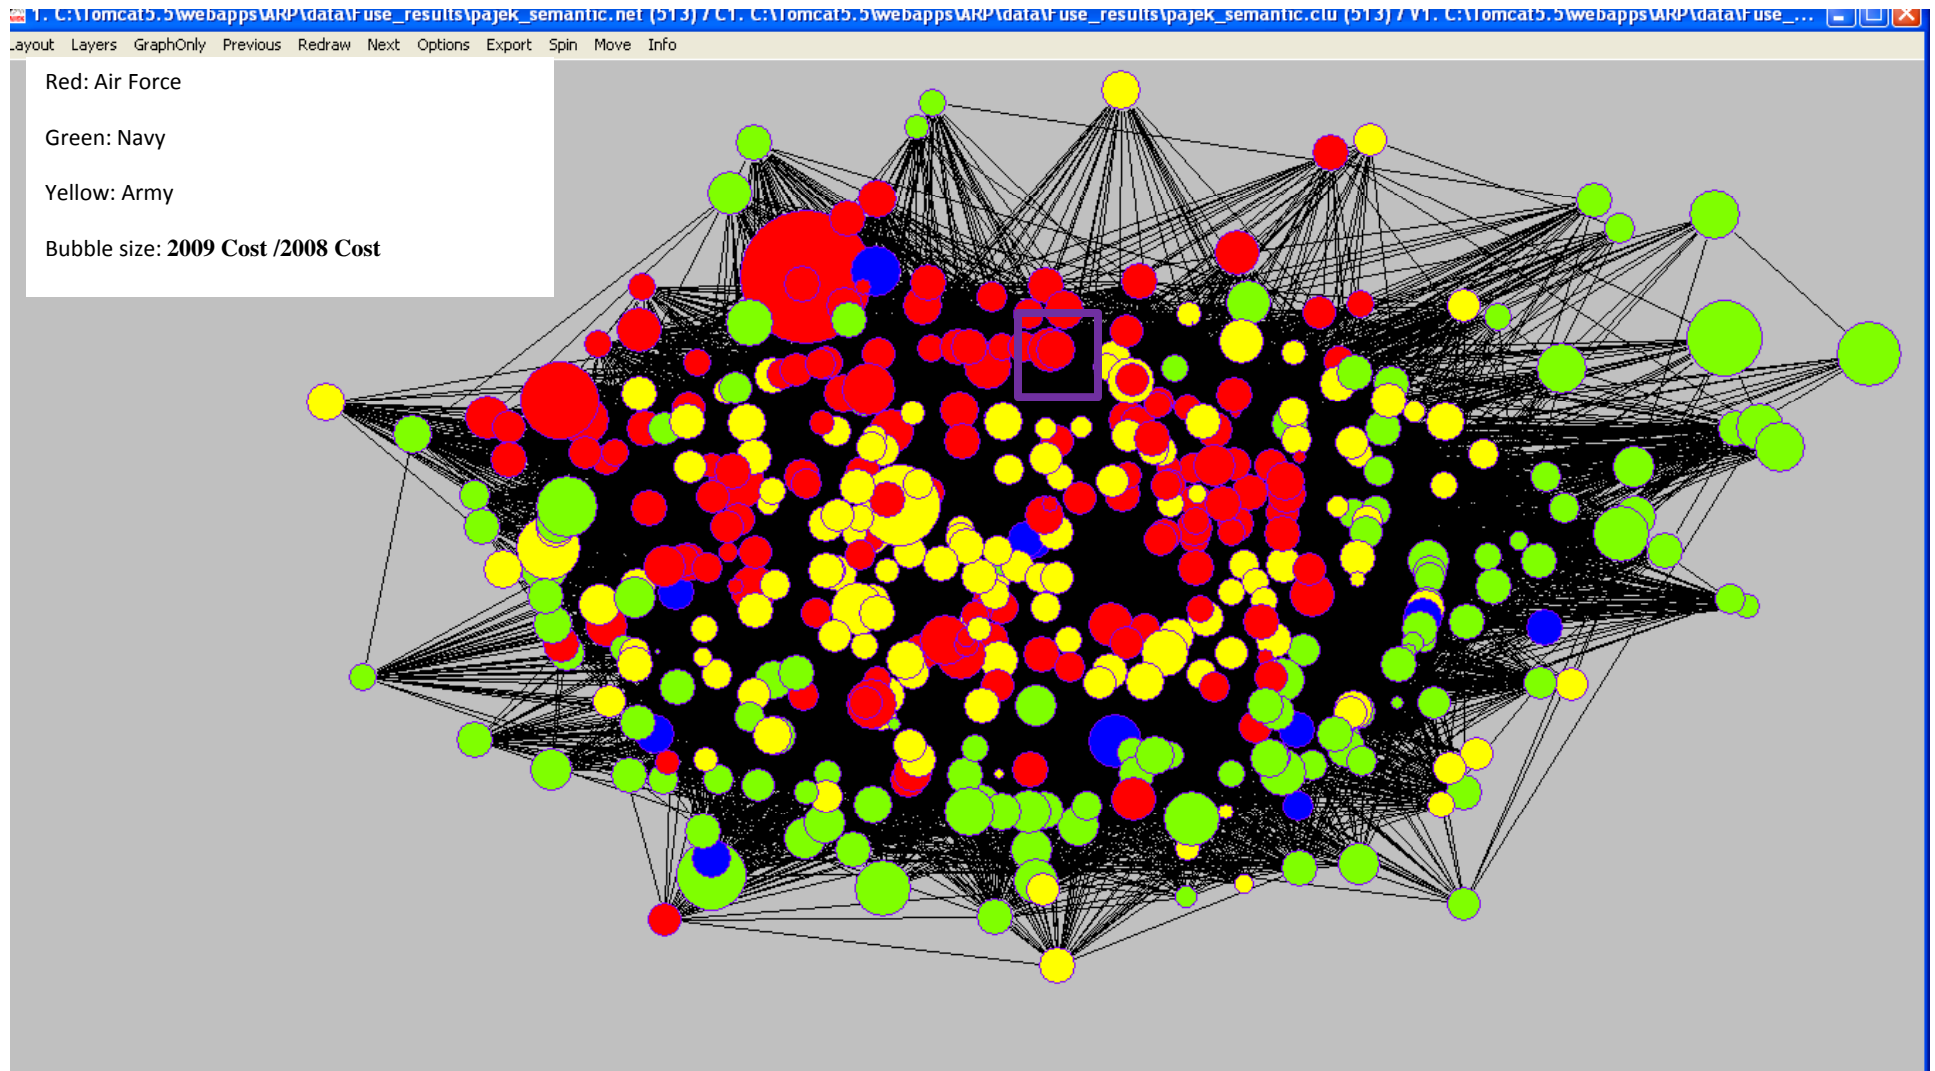 1. C:\Tomcat5.5\webapps\ARP\data\Fuse_results\pajek_semantic.net (513) / C1. C:\Tomcat5.5\webapps\ARP\data\Fuse_results\pajek_semantic.clu (513) / V1. C:\Tomcat5.5\webapps\ARP\data\Fuse_...
Layout Layers GraphOnly Previous Redraw Next Options Export Spin Move Info
Red: Air Force
Green: Navy
Yellow: Army
Bubble size: 2009 Cost /2008 Cost